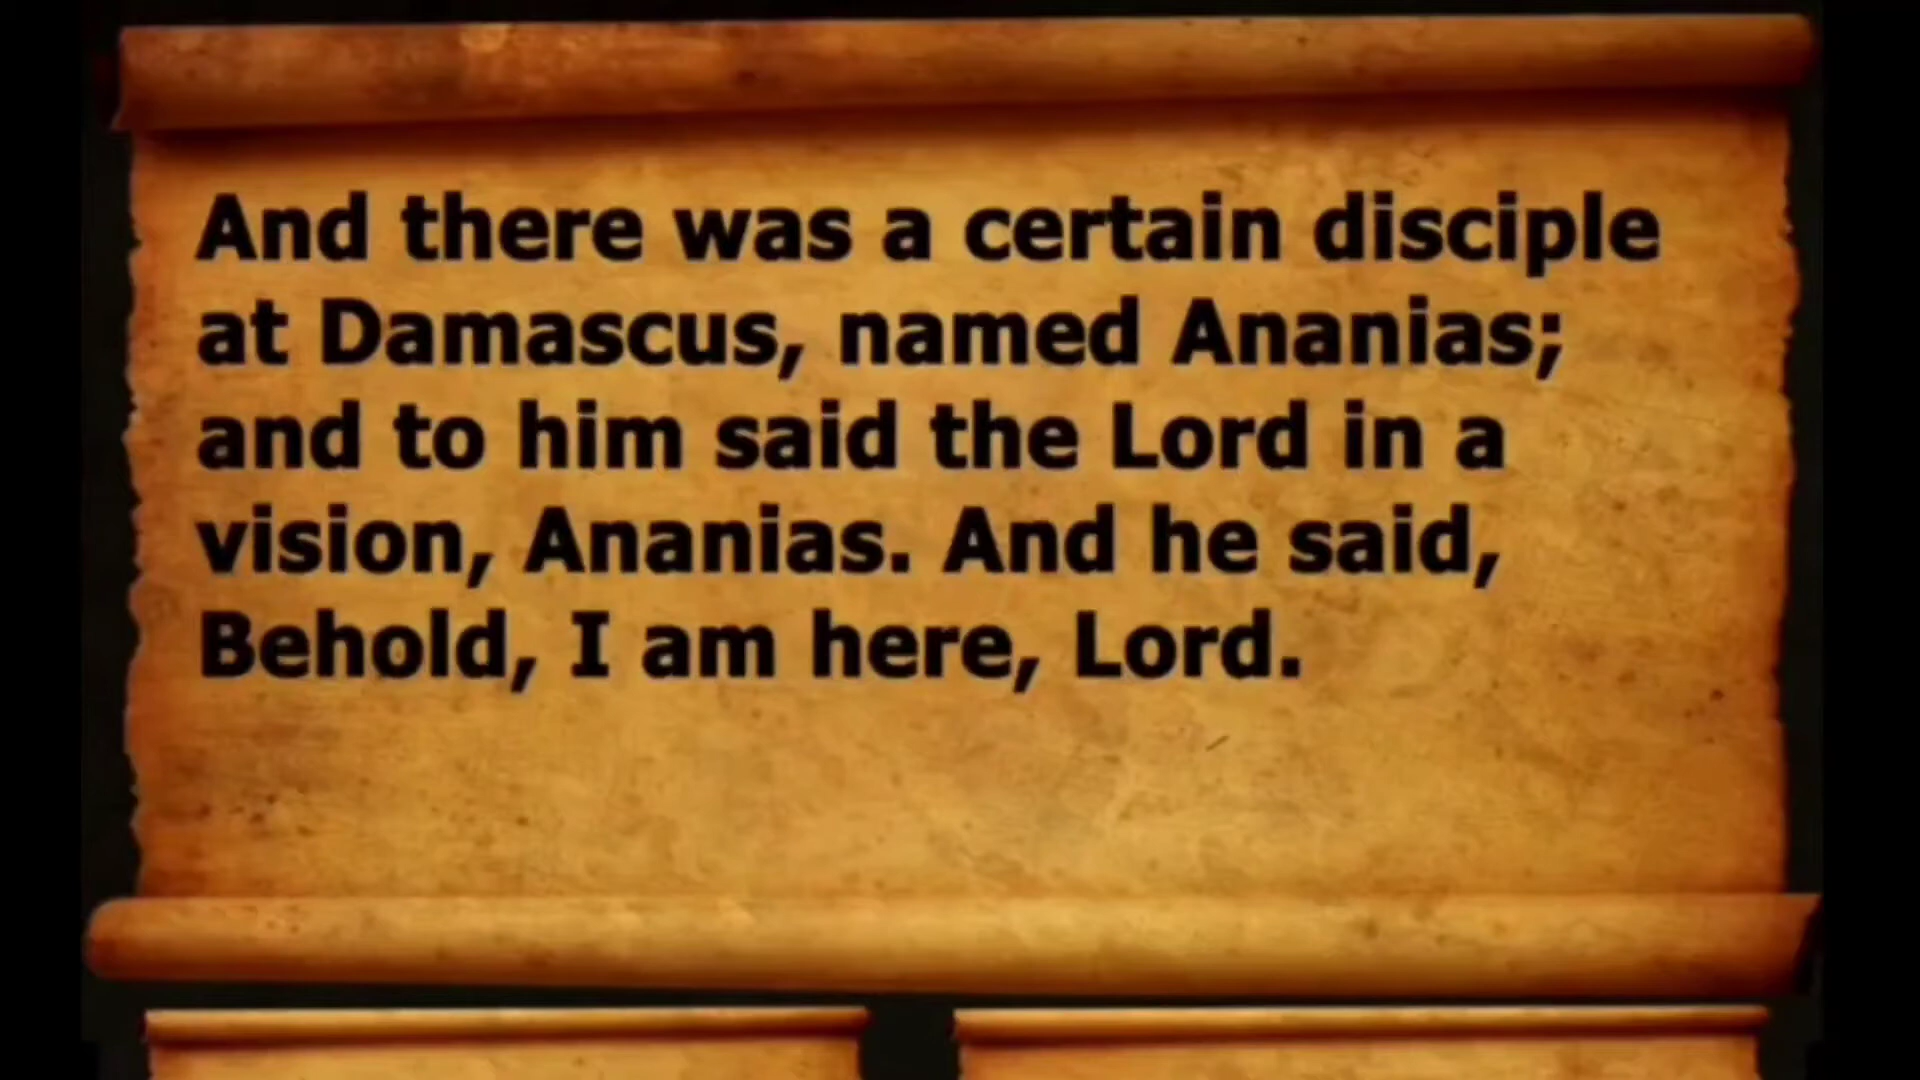 And there was a certain disciple
at Damascus, named Ananias;
and to him said the Lord in a
vision, Ananias. And he said,
Behold, I am here, Lord.